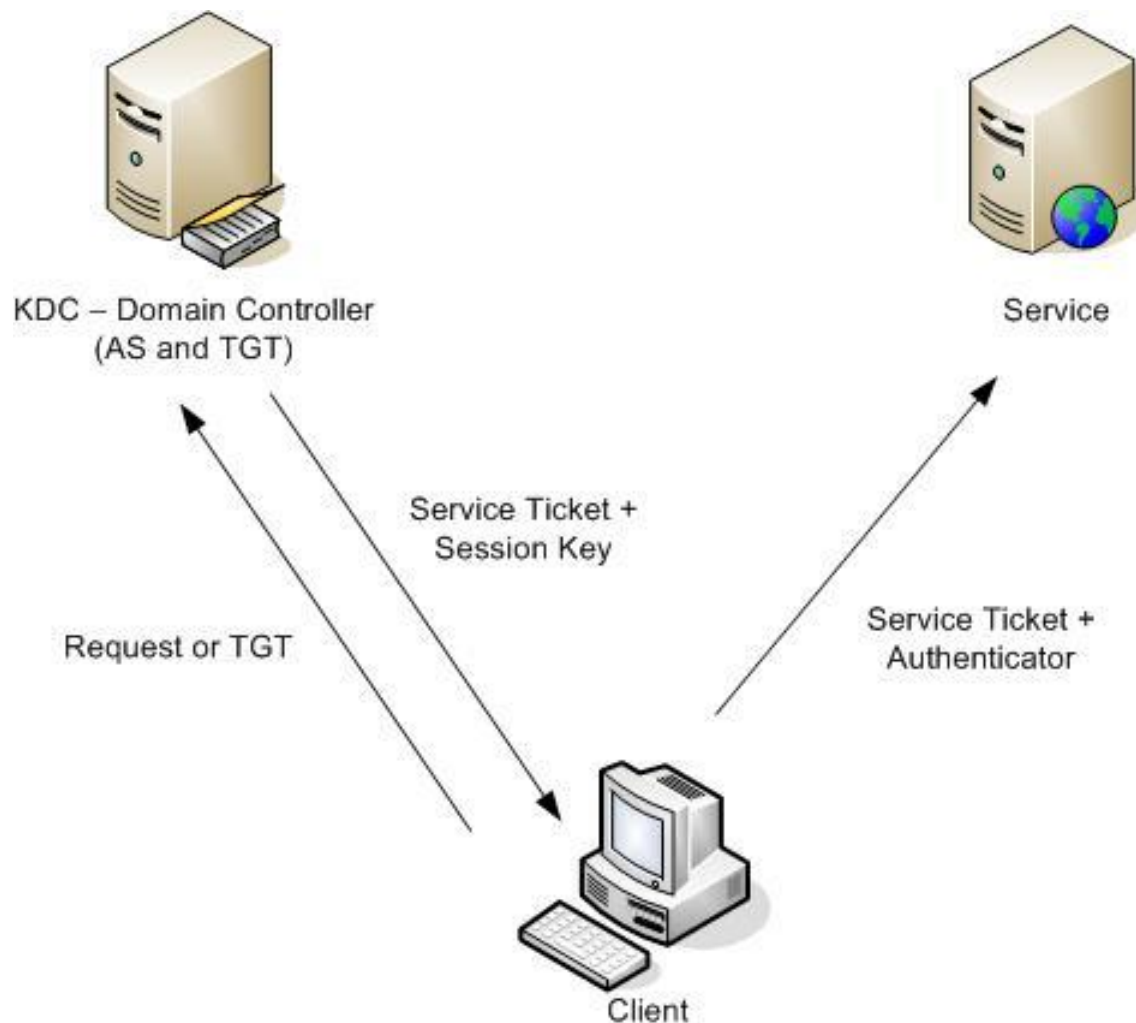 KDC – Domain Controller
(AS and TGT)
Service
Service Ticket +
Session Key
Request or TGT
Service Ticket +
Authenticator
Client